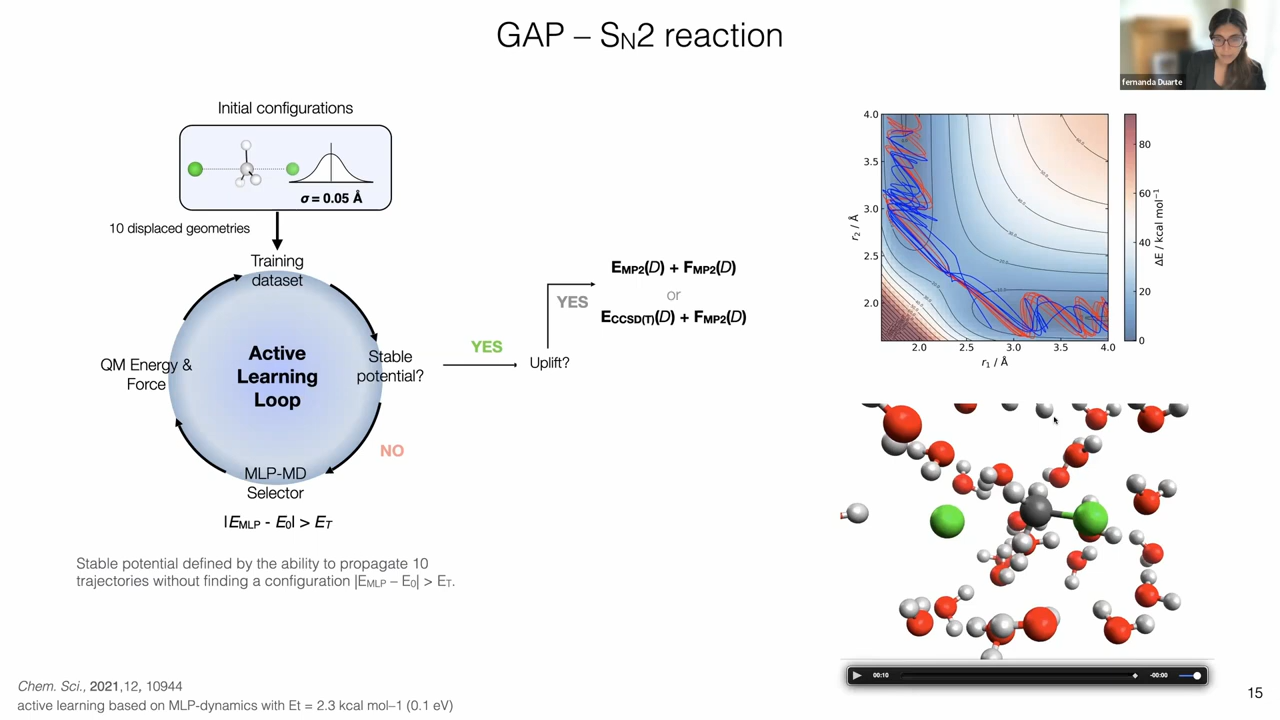 GAP – SN2 reaction
fernanda Duarte
Initial configurations
σ = 0.05 Å
10 displaced geometries
Training
dataset
QM Energy &
Force
Active
Learning
Loop
Stable
potential?
YES
Uplift?
YES
EMP2(D) + FMP2(D)
or
ECCSD(T)(D) + FMP2(D)
NO
MLP-MD
Selector
|EMLP - E0| > ET
Stable potential defined by the ability to propagate 10
trajectories without finding a configuration |EMLP – E0| > ET.
4.0
3.5
3.0
2.5
2.0
r2 / Å
2.0 2.5 3.0 3.5 4.0
r1 / Å
80
60
40
20
0
ΔE / kcal mol−1
00:10
-00:00
Chem. Sci., 2021,12, 10944
active learning based on MLP-dynamics with Et = 2.3 kcal mol–1 (0.1 eV)
15